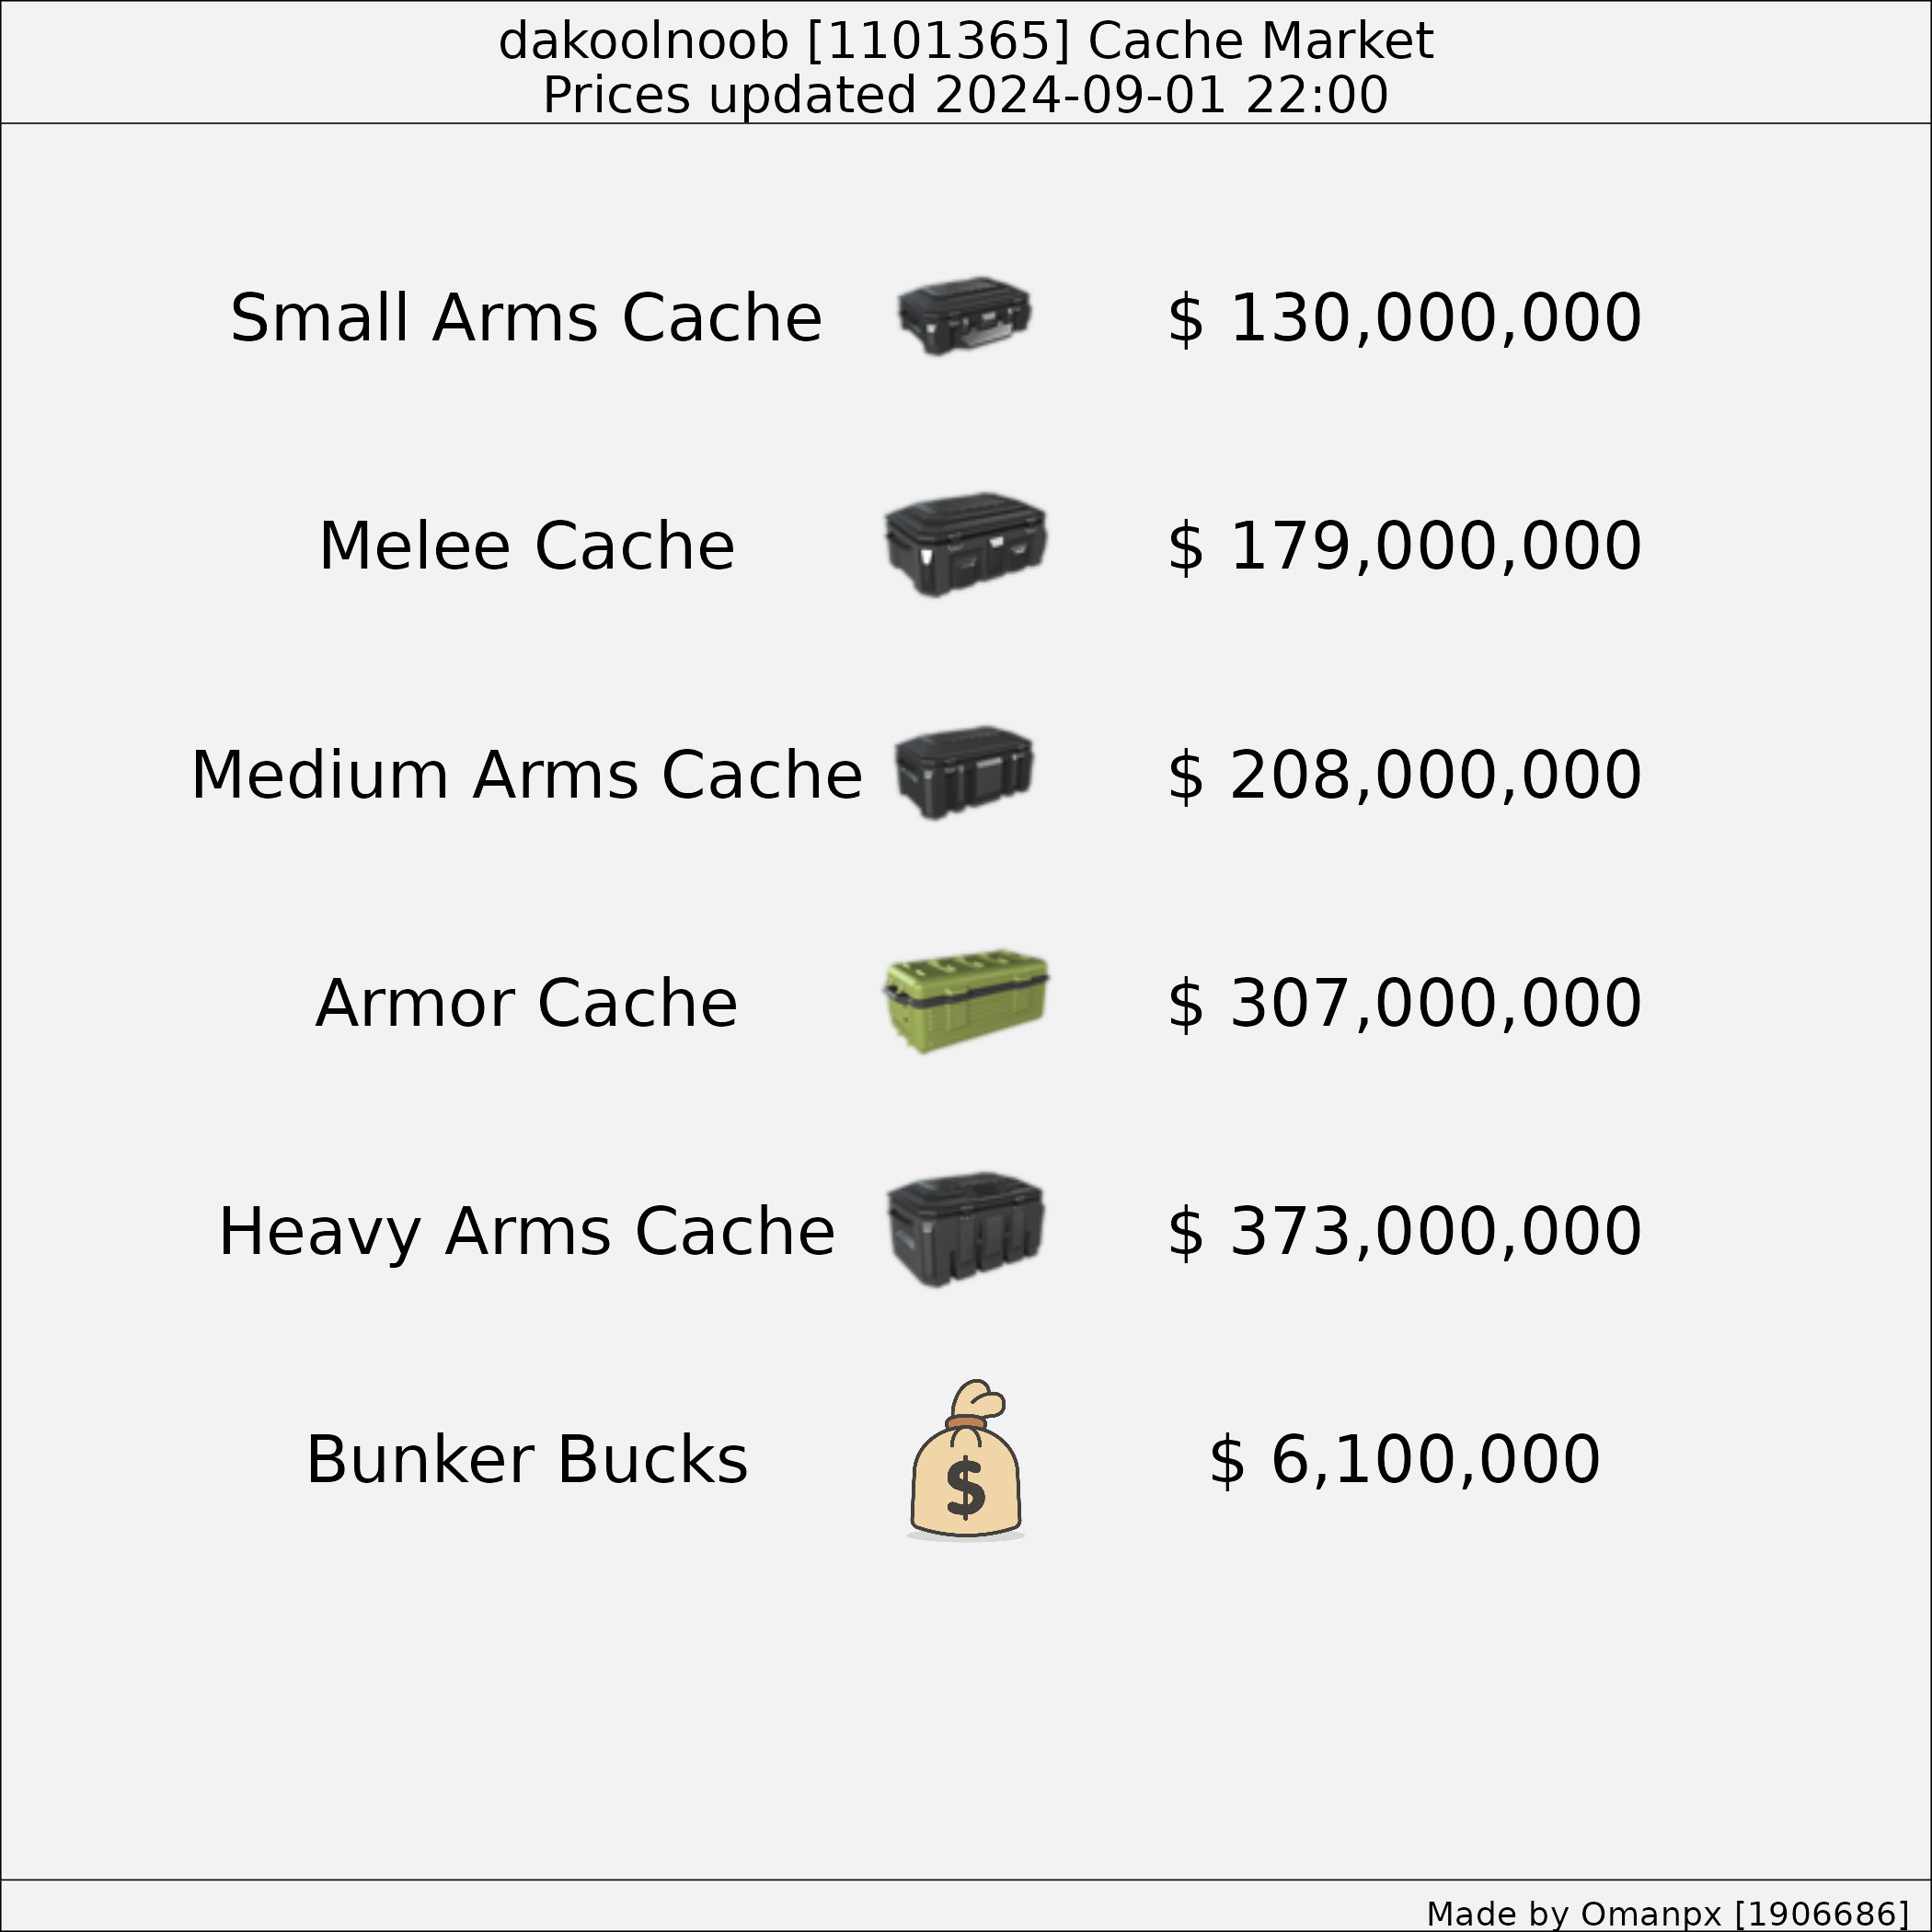 dakoolnoob [1101365] Cache Market
Prices updated 2024-09-01 22:00
Small Arms Cache $ 130,000,000
Melee Cache $ 179,000,000
Medium Arms Cache $ 208,000,000
Armor Cache $ 307,000,000
Heavy Arms Cache $ 373,000,000
Bunker Bucks $ $ 6,100,000
Made by Omanpx [1906686]